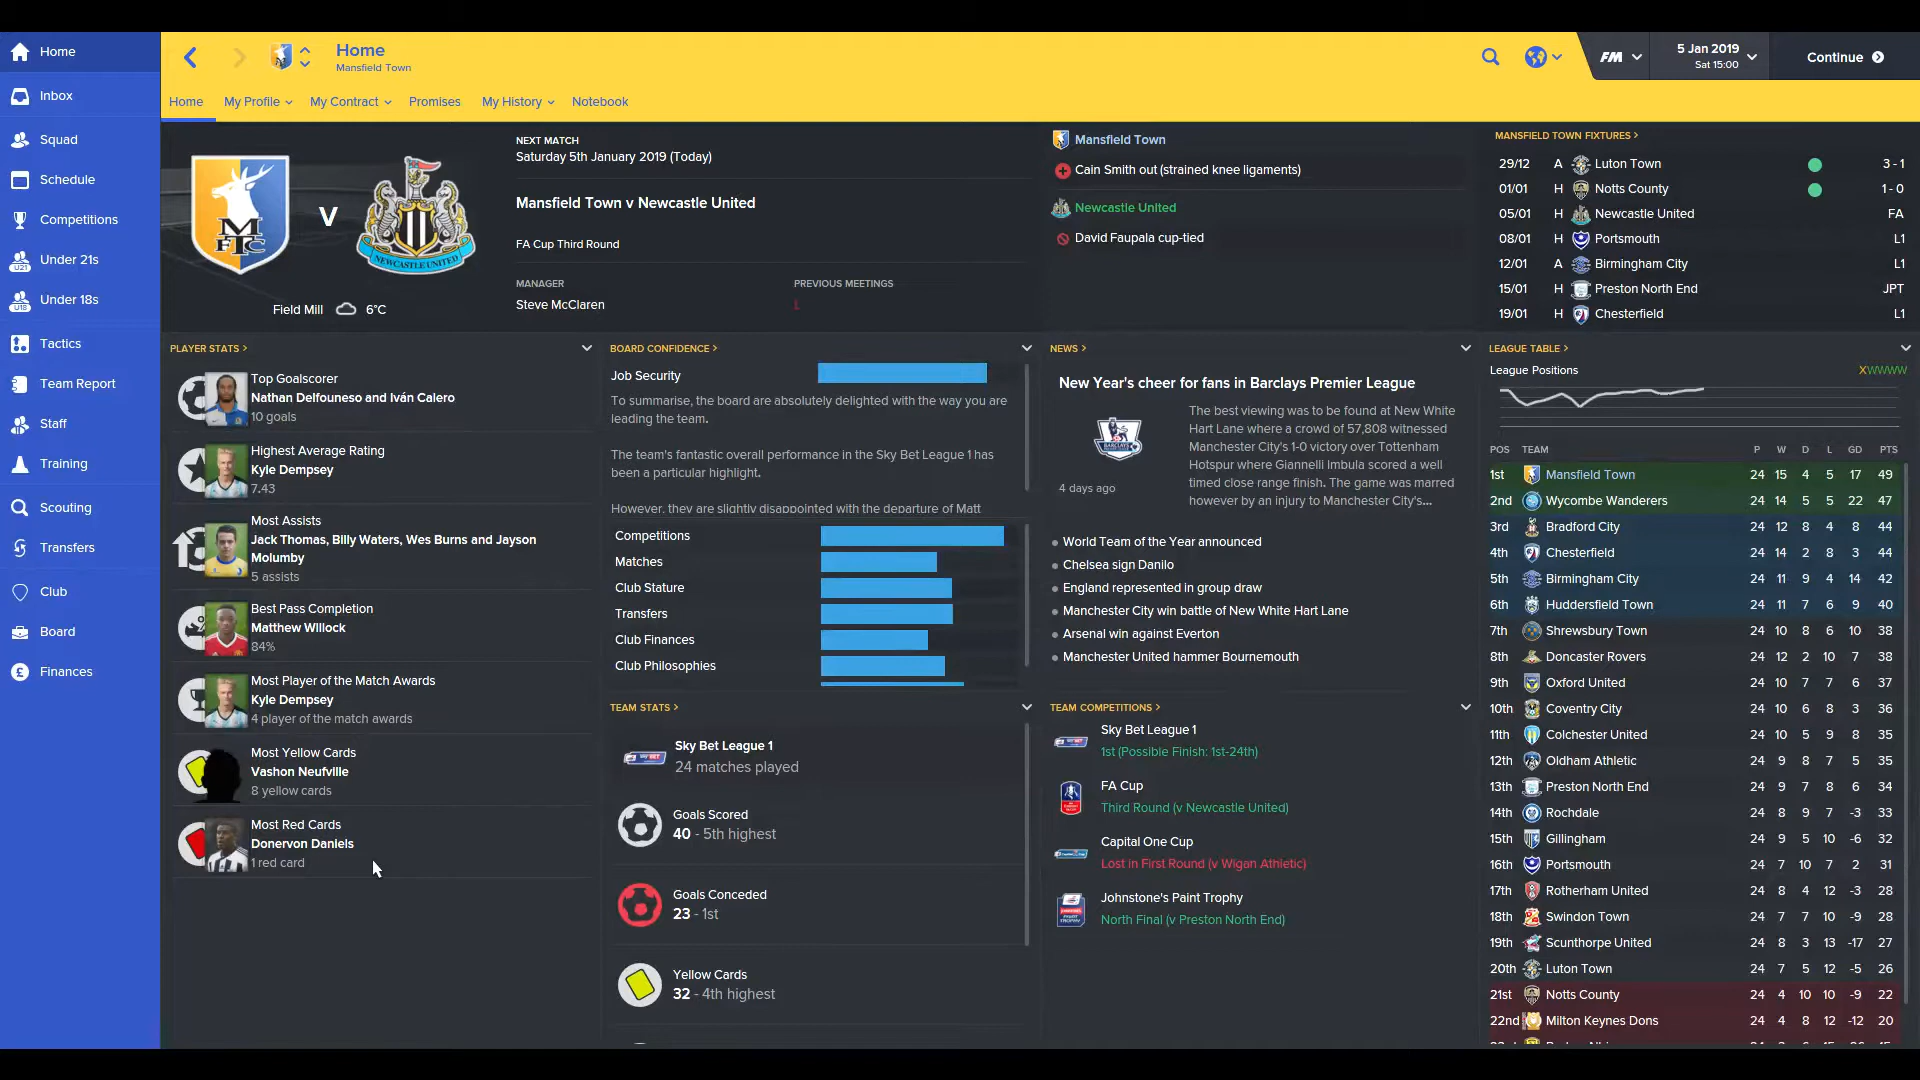 Home
Inbox
Squad
Schedule
Competitions
Under 21s
Under 18s
Tactics
Team Report
Staff
Training
Scouting
Transfers
Club
Board
Finances
Home
Mansfield Town
FM
5 Jan 2019
Sat 15:00
Continue
Home My Profile My Contract Promises My History Notebook
V
Field Mill 6°C
NEXT MATCH
Saturday 5th January 2019 (Today)
Mansfield Town v Newcastle United
FA Cup Third Round
MANAGER
Steve McClaren
PREVIOUS MEETINGS
L
Mansfield Town
Cain Smith out (strained knee ligaments)
Newcastle United
David Faupala cup-tied
MANSFIELD TOWN FIXTURES >
29/12 A Luton Town 3 - 1
01/01 H Notts County 1 - 0
05/01 H Newcastle United FA
08/01 H Portsmouth L1
12/01 A Birmingham City L1
15/01 H Preston North End JPT
19/01 H Chesterfield L1
PLAYER STATS >
Top Goalscorer
Nathan Delfouneso and Iván Calero
10 goals
Highest Average Rating
Kyle Dempsey
7.43
Most Assists
Jack Thomas, Billy Waters, Wes Burns and Jayson
Molumby
5 assists
Best Pass Completion
Matthew Willock
84%
Most Player of the Match Awards
Kyle Dempsey
4 player of the match awards
Most Yellow Cards
Vashon Neufville
8 yellow cards
Most Red Cards
Donervon Daniels
1 red card
BOARD CONFIDENCE >
Job Security
To summarise, the board are absolutely delighted with the way you are
leading the team.
The team's fantastic overall performance in the Sky Bet League 1 has
been a particular highlight.
However, they are slightly disappointed with the departure of Matt
Competitions
Matches
Club Stature
Transfers
Club Finances
Club Philosophies
TEAM STATS >
Sky Bet League 1
24 matches played
Goals Scored
40 - 5th highest
Goals Conceded
23 - 1st
Yellow Cards
32 - 4th highest
NEWS >
New Year's cheer for fans in Barclays Premier League
The best viewing was to be found at New White
Hart Lane where a crowd of 57,808 witnessed
Manchester City's 1-0 victory over Tottenham
Hotspur where Giannelli Imbula scored a well
timed close range finish. The game was marred
however by an injury to Manchester City's...
4 days ago
World Team of the Year announced
Chelsea sign Danilo
England represented in group draw
Manchester City win battle of New White Hart Lane
Arsenal win against Everton
Manchester United hammer Bournemouth
TEAM COMPETITIONS >
Sky Bet League 1
1st (Possible Finish: 1st-24th)
FA Cup
Third Round (v Newcastle United)
Capital One Cup
Lost in First Round (v Wigan Athletic)
Johnstone's Paint Trophy
North Final (v Preston North End)
LEAGUE TABLE >
League Positions XWWWW
POS TEAM P W D L GD PTS
1st Mansfield Town 24 15 4 5 17 49
2nd Wycombe Wanderers 24 14 5 5 22 47
3rd Bradford City 24 12 8 4 8 44
4th Chesterfield 24 14 2 8 3 44
5th Birmingham City 24 11 9 4 14 42
6th Huddersfield Town 24 11 7 6 9 40
7th Shrewsbury Town 24 10 8 6 10 38
8th Doncaster Rovers 24 12 2 10 7 38
9th Oxford United 24 10 7 7 6 37
10th Coventry City 24 10 6 8 3 36
11th Colchester United 24 10 5 9 8 35
12th Oldham Athletic 24 9 8 7 5 35
13th Preston North End 24 9 7 8 6 34
14th Rochdale 24 8 9 7 -3 33
15th Gillingham 24 9 5 10 -6 32
16th Portsmouth 24 7 10 7 2 31
17th Rotherham United 24 8 4 12 -3 28
18th Swindon Town 24 7 7 10 -9 28
19th Scunthorpe United 24 8 3 13 -17 27
20th Luton Town 24 7 5 12 -5 26
21st Notts County 24 4 10 10 -9 22
22nd Milton Keynes Dons 24 4 8 12 -12 20